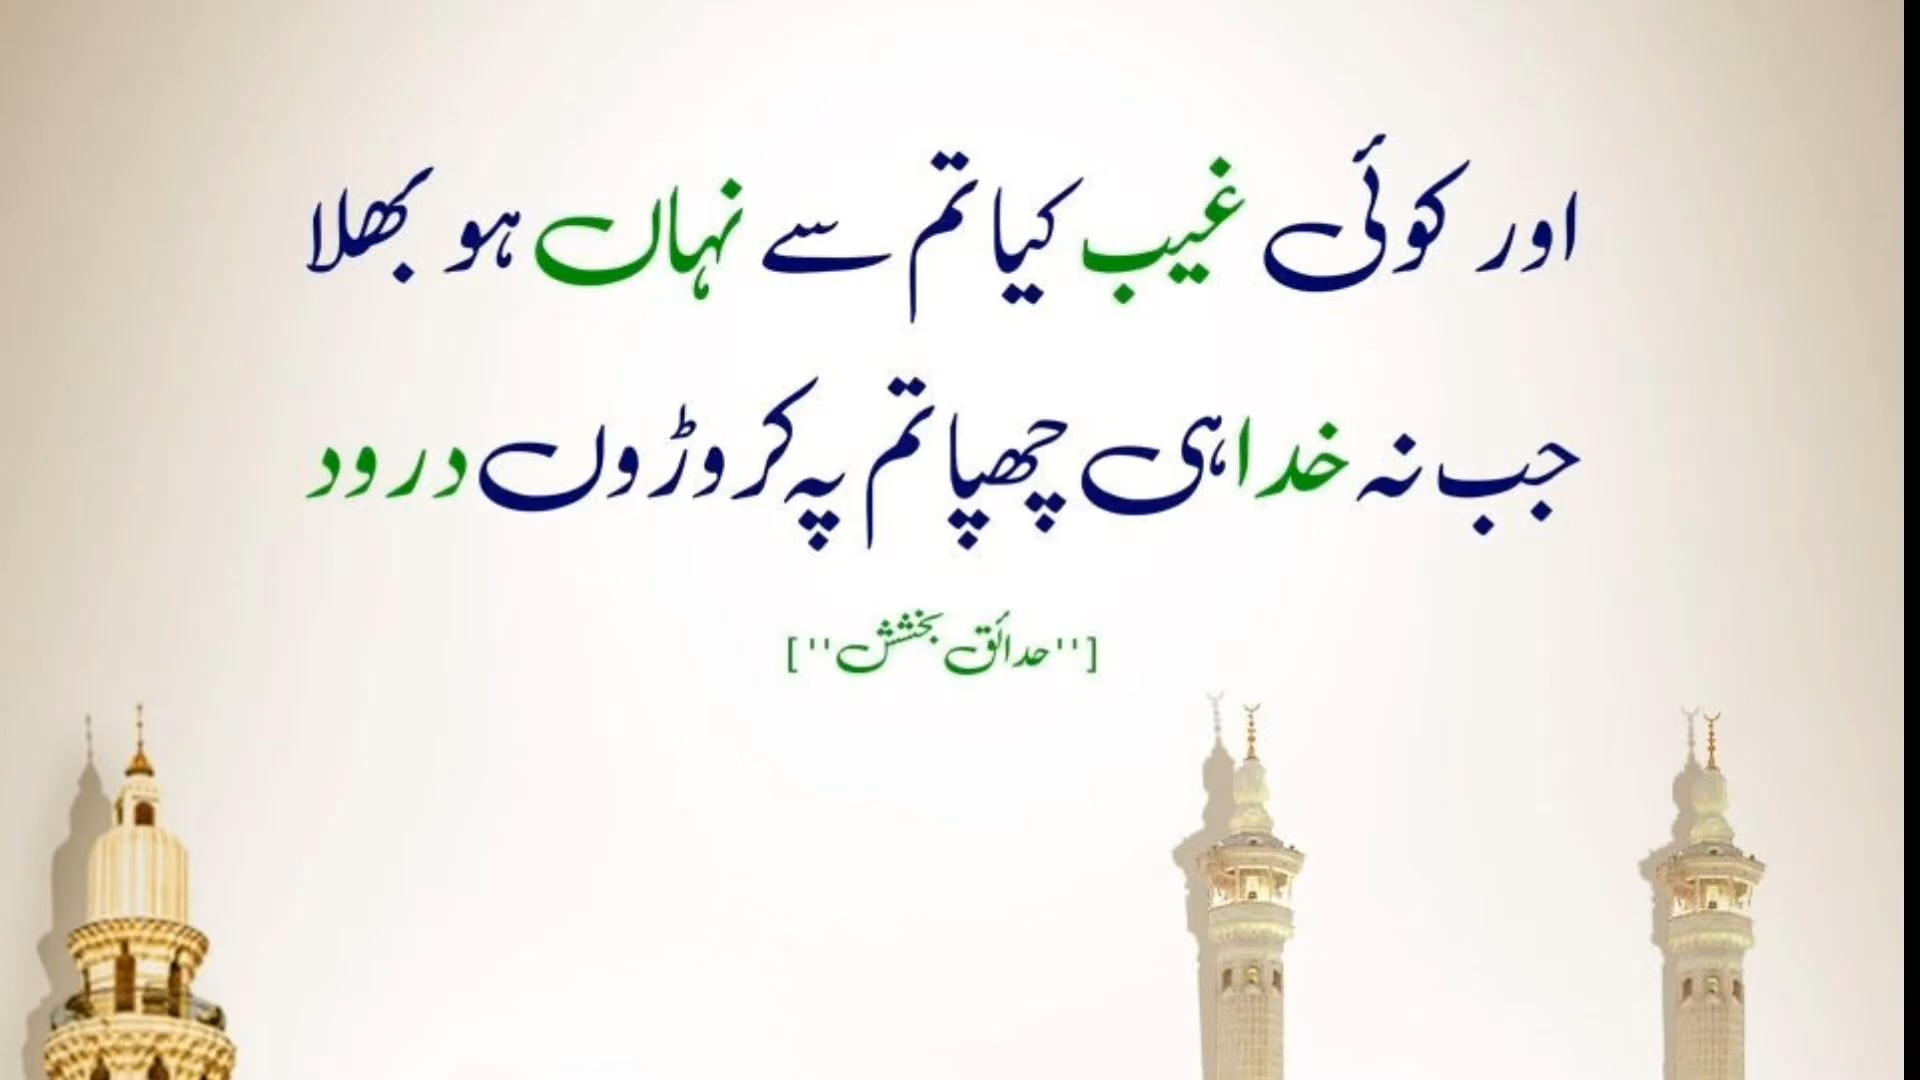 اور کوئی غیب کیا تم سے نہاں ہو بھلا
جب نہ خدا ہی چھپا تم پہ کروڑوں درود
[''حدائق بخشش'']